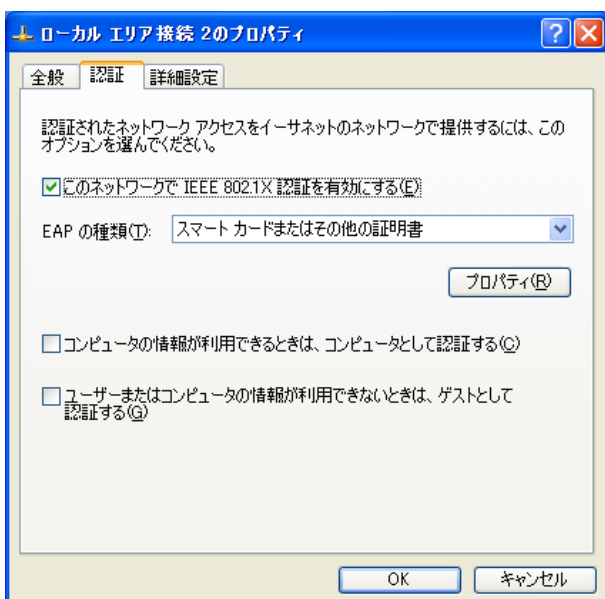 ローカル エリア接続 2のプロパティ
全般 認証 詳細設定
認証されたネットワーク アクセスをイーサネットのネットワークで提供するには、この
オプションを選んでください。
このネットワークで IEEE 802.1X 認証を有効にする(E)
EAP の種類(T): スマート カードまたはその他の証明書
プロパティ(R)
コンピュータの情報が利用できるときは、コンピュータとして認証する(C)
ユーザーまたはコンピュータの情報が利用できないときは、ゲストとして
認証する(G)
OK キャンセル